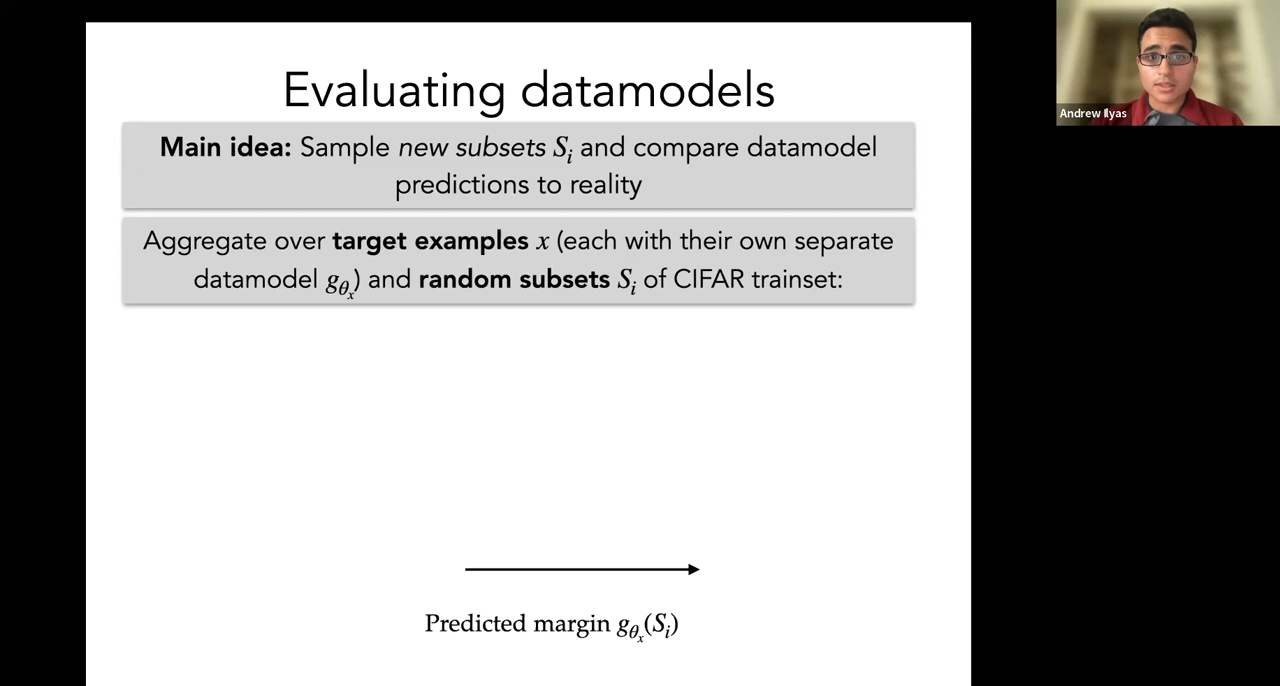 Evaluating datamodels
Main idea: Sample new subsets Sᵢ and compare datamodel
predictions to reality
Aggregate over target examples x (each with their own separate
datamodel g_θₓ) and random subsets Sᵢ of CIFAR trainset:
Predicted margin g_θₓ(Sᵢ)
Andrew Ilyas